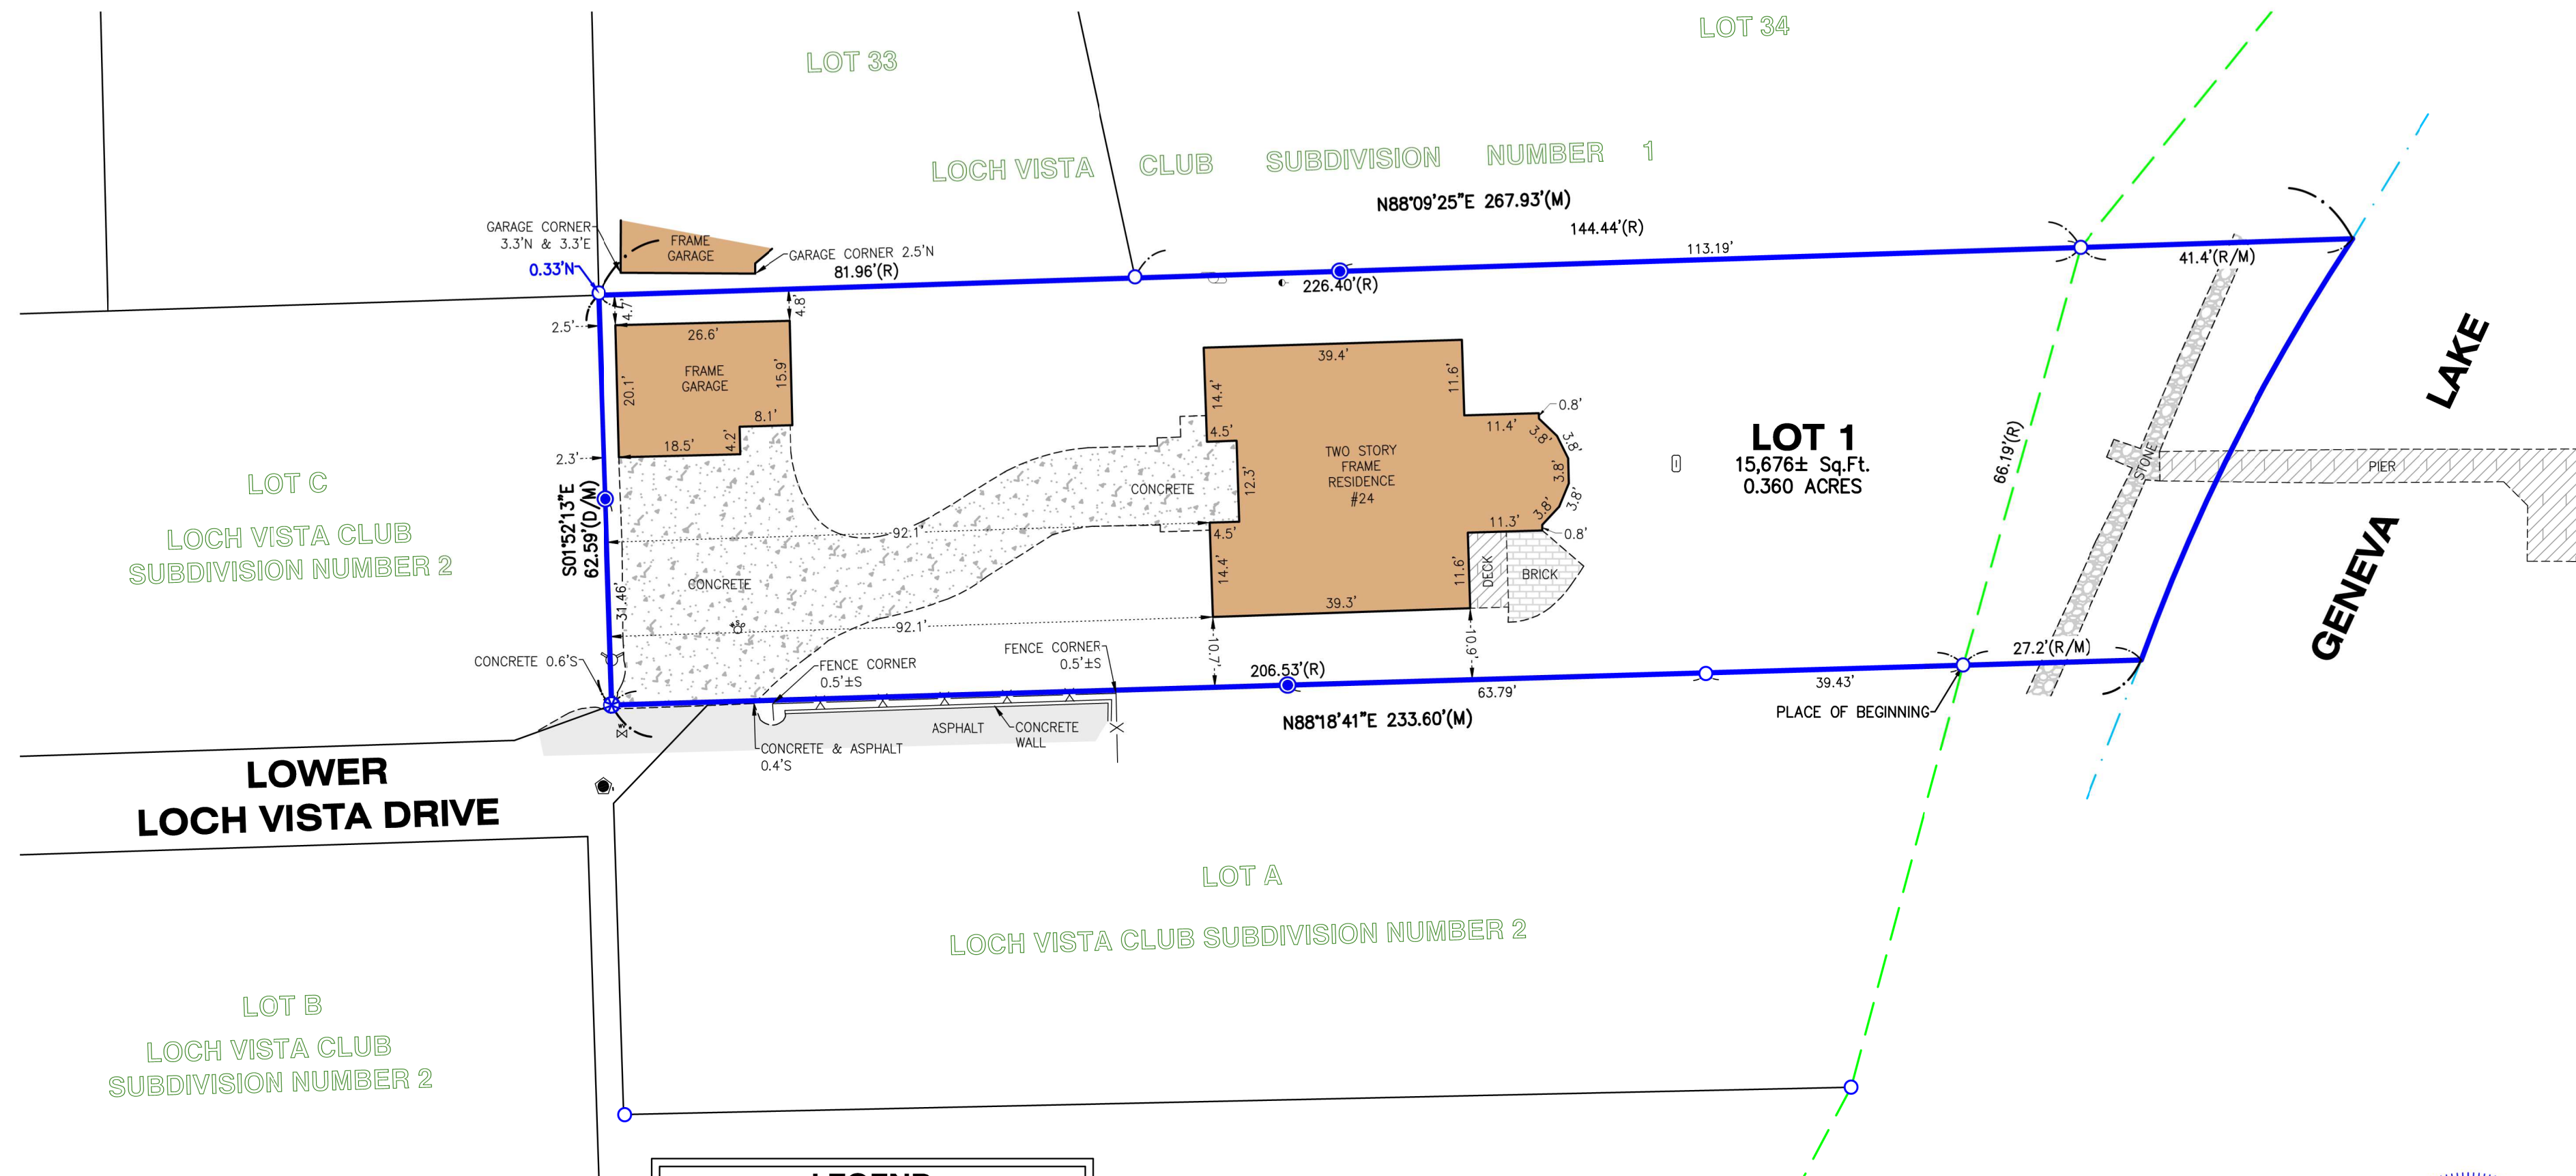 LOT 34
LOT 33
LOCH VISTA CLUB SUBDIVISION NUMBER 1
N88°09'25"E 267.93'(M)
144.44'(R)
113.19'
GARAGE CORNER
3.3'N & 3.3'E
FRAME
GARAGE
GARAGE CORNER 2.5'N
0.33'N
81.96'(R)
226.40'(R)
41.4'(R/M)
4.7'
4.8'
2.5'
26.6'
FRAME
GARAGE
20.1'
15.9'
8.1'
4.2'
18.5'
2.3'
39.4'
14.4'
11.6'
4.5'
12.3'
4.5'
14.4'
11.4'
0.8'
3.8'
3.8'
3.8'
3.8'
3.8'
11.3'
0.8'
11.6'
39.3'
TWO STORY
FRAME
RESIDENCE
#24
DECK
BRICK
LOT 1
15,676± Sq.Ft.
0.360 ACRES
66.19'(R)
STONE
PIER
LAKE
GENEVA
LOT C
LOCH VISTA CLUB
SUBDIVISION NUMBER 2
S01°52'13"E
62.59'(D/M)
31.46'
CONCRETE
CONCRETE
92.1'
92.1'
10.7'
10.9'
CONCRETE 0.6'S
FENCE CORNER
0.5'±S
FENCE CORNER
0.5'±S
206.53'(R)
63.79'
39.43'
27.2'(R/M)
N88°18'41"E 233.60'(M)
PLACE OF BEGINNING
ASPHALT
CONCRETE
WALL
CONCRETE & ASPHALT
0.4'S
LOWER
LOCH VISTA DRIVE
LOT A
LOCH VISTA CLUB SUBDIVISION NUMBER 2
LOT B
LOCH VISTA CLUB
SUBDIVISION NUMBER 2
LEGEND